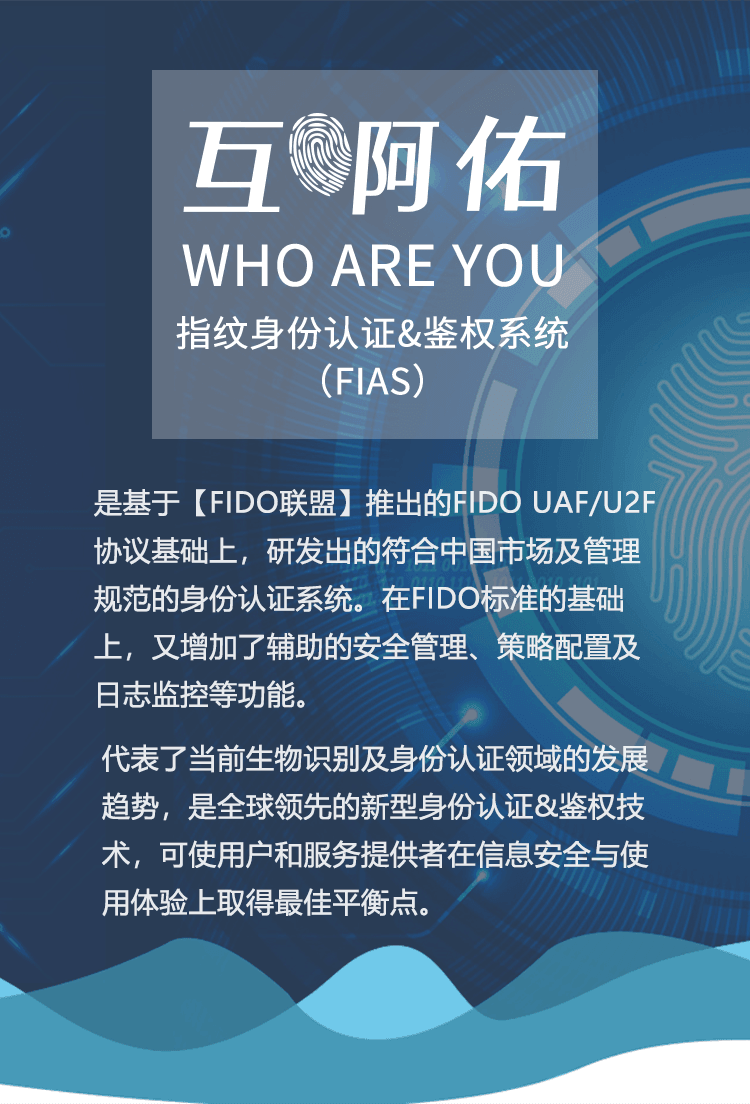 互阿佑
WHO ARE YOU
指纹身份认证&鉴权系统
（FIAS）
是基于【FIDO联盟】推出的FIDO UAF/U2F
协议基础上，研发出的符合中国市场及管理
规范的身份认证系统。在FIDO标准的基础
上，又增加了辅助的安全管理、策略配置及
日志监控等功能。
代表了当前生物识别及身份认证领域的发展
趋势，是全球领先的新型身份认证&鉴权技
术，可使用户和服务提供者在信息安全与使
用体验上取得最佳平衡点。